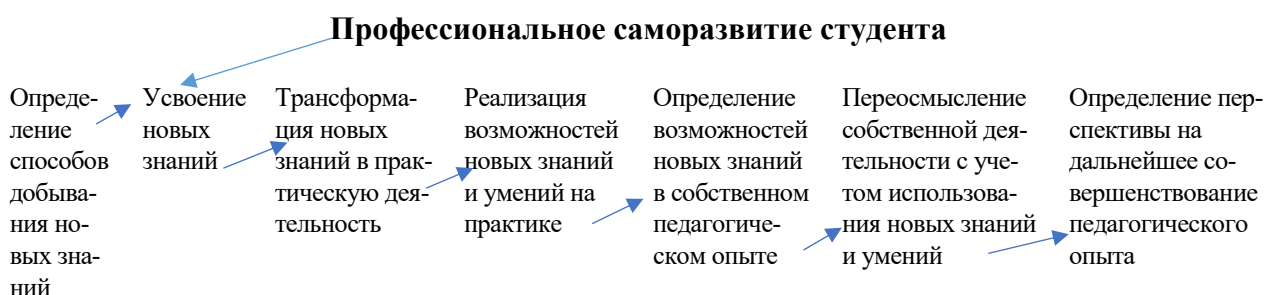 Профессиональное саморазвитие студента
Опреде-
ление
способов
добыва-
ния но-
вых зна-
ний
Усвоение
новых
знаний
Трансформа-
ция новых
знаний в прак-
тическую дея-
тельность
Реализация
возможностей
новых знаний
и умений на
практике
Определение
возможностей
новых знаний
в собственном
педагогиче-
ском опыте
Переосмысление
собственной дея-
тельности с уче-
том использова-
ния новых знаний
и умений
Определение пер-
спективы на
дальнейшее со-
вершенствование
педагогического
опыта